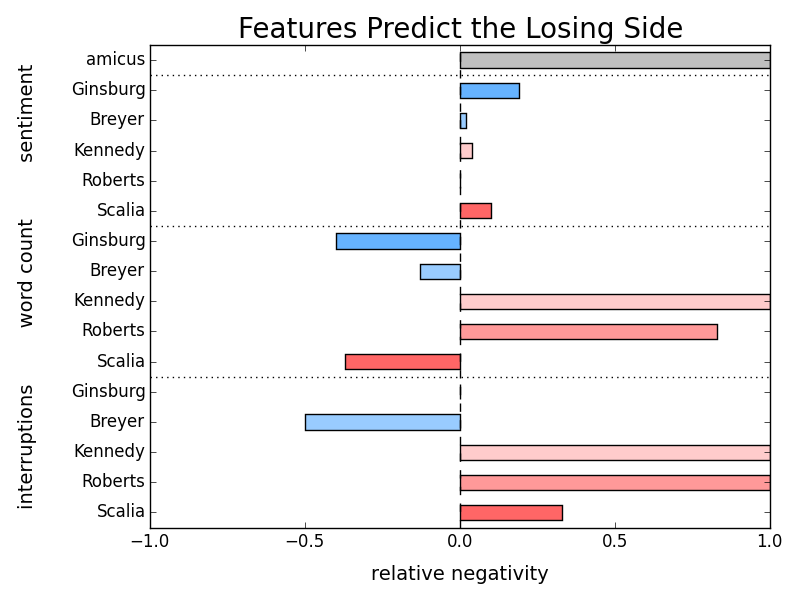 Features Predict the Losing Side
amicus
sentiment
Ginsburg
Breyer
Kennedy
Roberts
Scalia
word count
Ginsburg
Breyer
Kennedy
Roberts
Scalia
interruptions
Ginsburg
Breyer
Kennedy
Roberts
Scalia
−1.0 −0.5 0.0 0.5 1.0
relative negativity